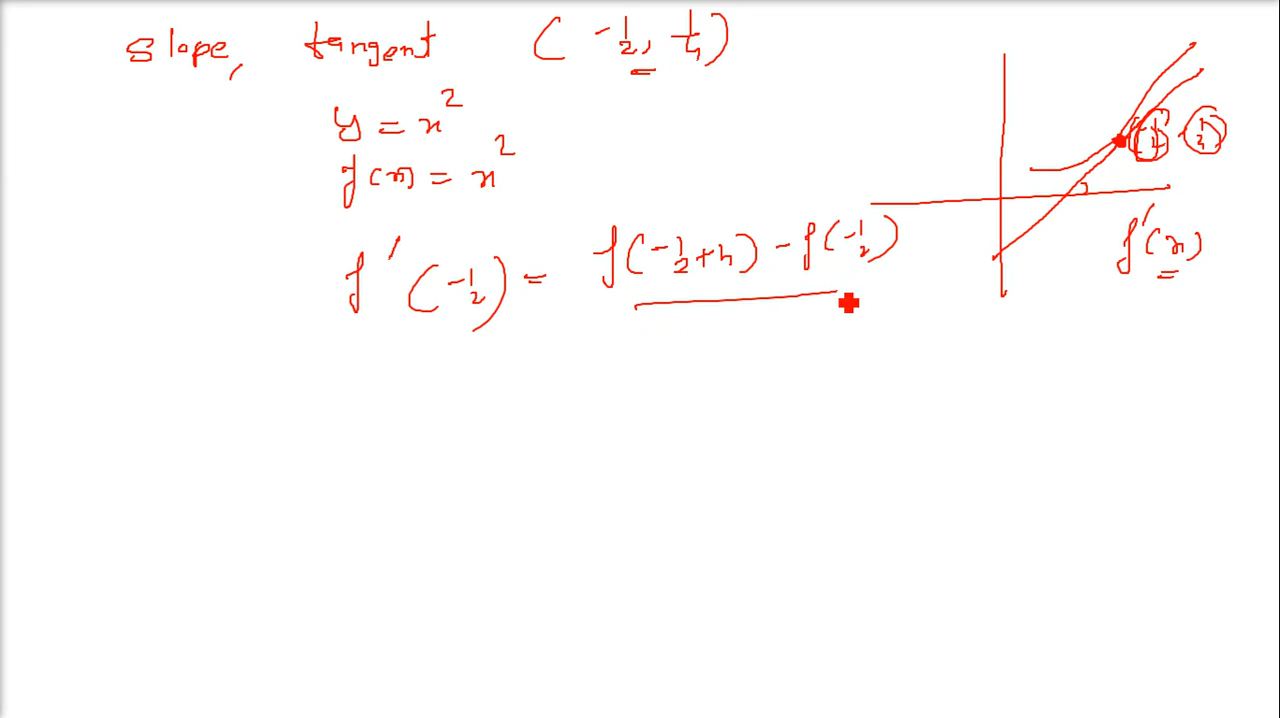 slope, tangent (-1/2, 1/4)
y = x²
f(x) = x²
f'(-1/2) = f(-1/2+h) - f(-1/2)
f'(x)